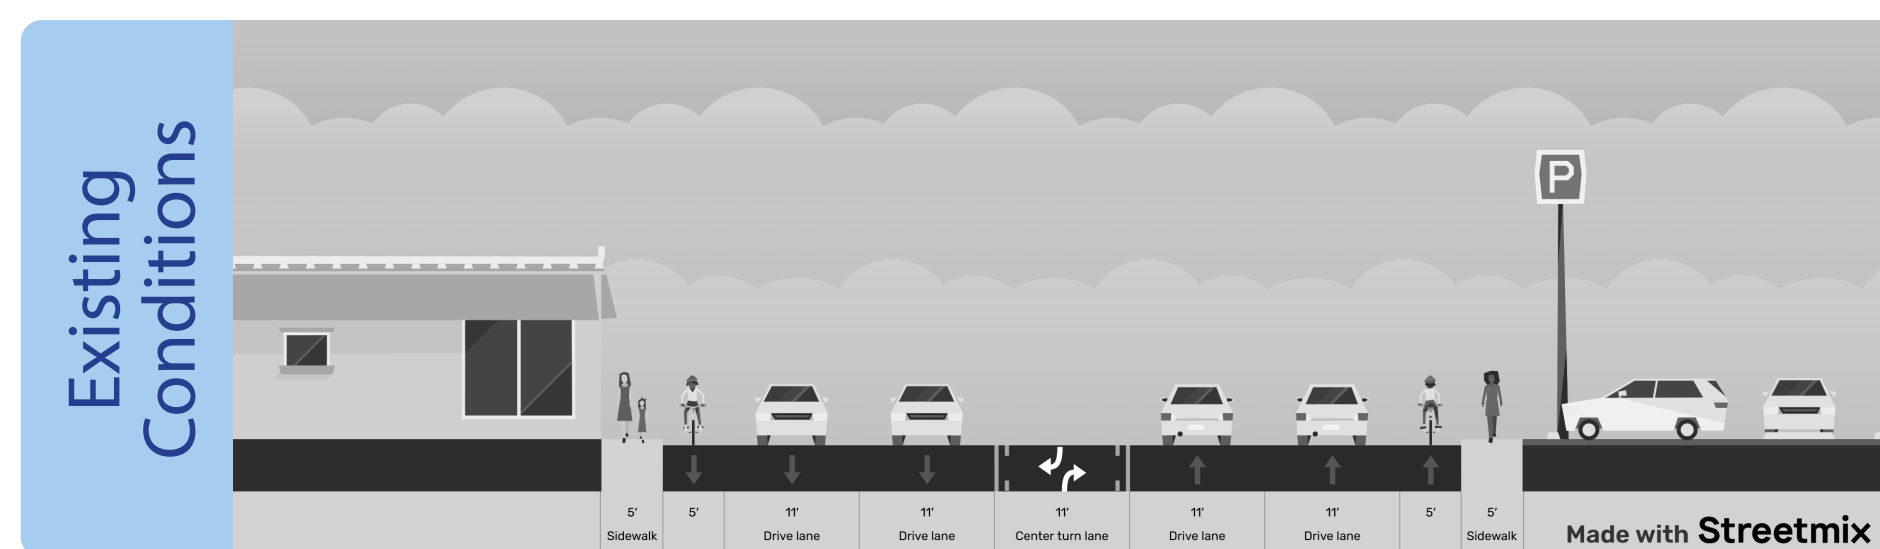 Existing
Conditions
P
5' 5' 11' 11' 11' 11' 11' 5' 5'
Sidewalk Drive lane Drive lane Center turn lane Drive lane Drive lane Sidewalk
Made with Streetmix